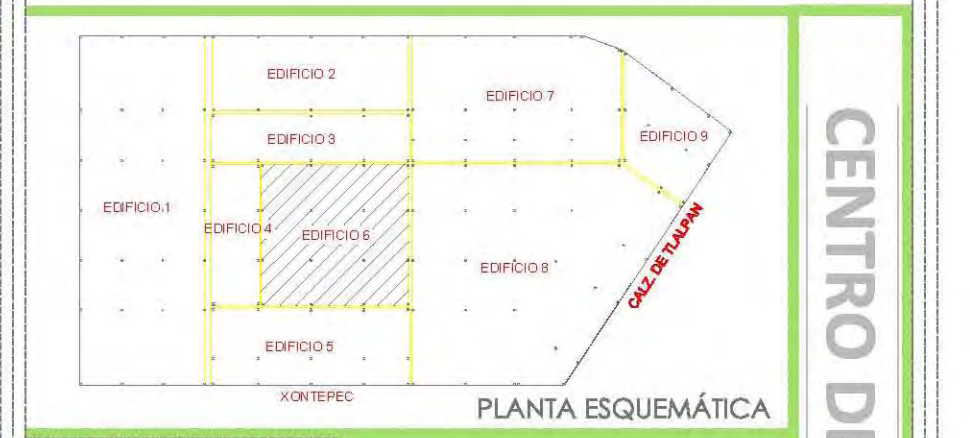 EDIFICIO 2
EDIFICIO 7
EDIFICIO 3
EDIFICIO 9
EDIFICIO 1
EDIFICIO 4
EDIFICIO 6
EDIFICIO 8
CALZ. DE TLALPAN
EDIFICIO 5
XONTEPEC
PLANTA ESQUEMÁTICA
CENTRO